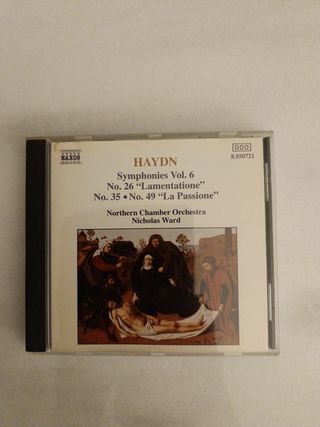 NAXOS
DDD
8.550721
HAYDN
Symphonies Vol. 6
No. 26 “Lamentatione”
No. 35 • No. 49 “La Passione”
Northern Chamber Orchestra
Nicholas Ward